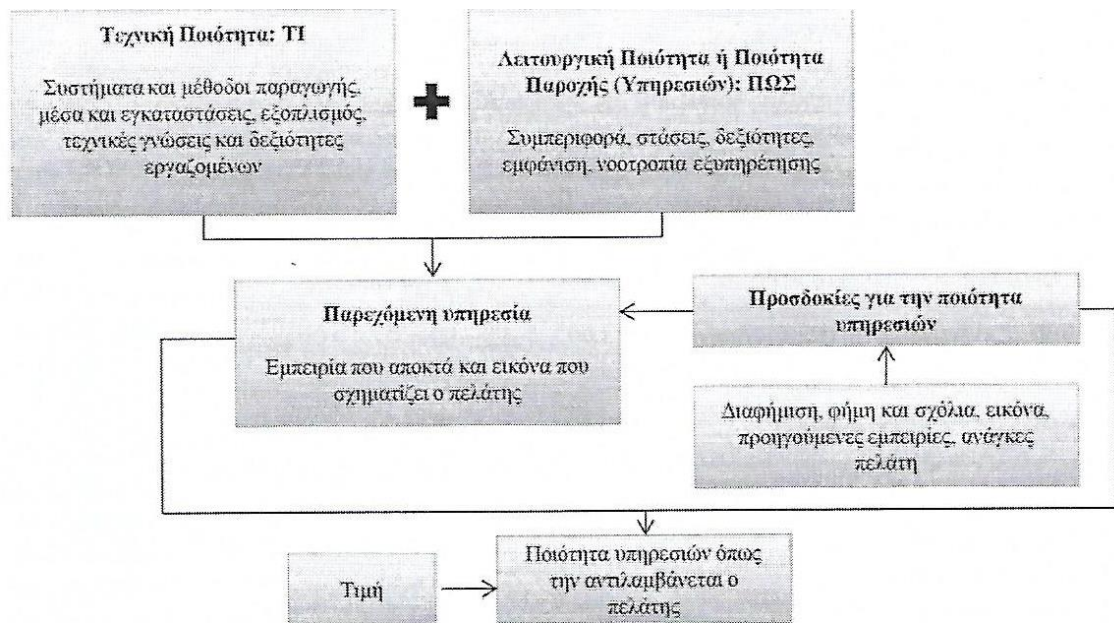 Τεχνική Ποιότητα: ΤΙ
Συστήματα και μέθοδοι παραγωγής,
μέσα και εγκαταστάσεις, εξοπλισμός,
τεχνικές γνώσεις και δεξιότητες
εργαζομένων
Λειτουργική Ποιότητα ή Ποιότητα
Παροχής (Υπηρεσιών): ΠΩΣ
Συμπεριφορά, στάσεις, δεξιότητες,
εμφάνιση, νοοτροπία εξυπηρέτησης
Παρεχόμενη υπηρεσία
Εμπειρία που αποκτά και εικόνα που
σχηματίζει ο πελάτης
Προσδοκίες για την ποιότητα
υπηρεσιών
Διαφήμιση, φήμη και σχόλια, εικόνα,
προηγούμενες εμπειρίες, ανάγκες
πελάτη
Τιμή
Ποιότητα υπηρεσιών όπως
την αντιλαμβάνεται ο
πελάτης